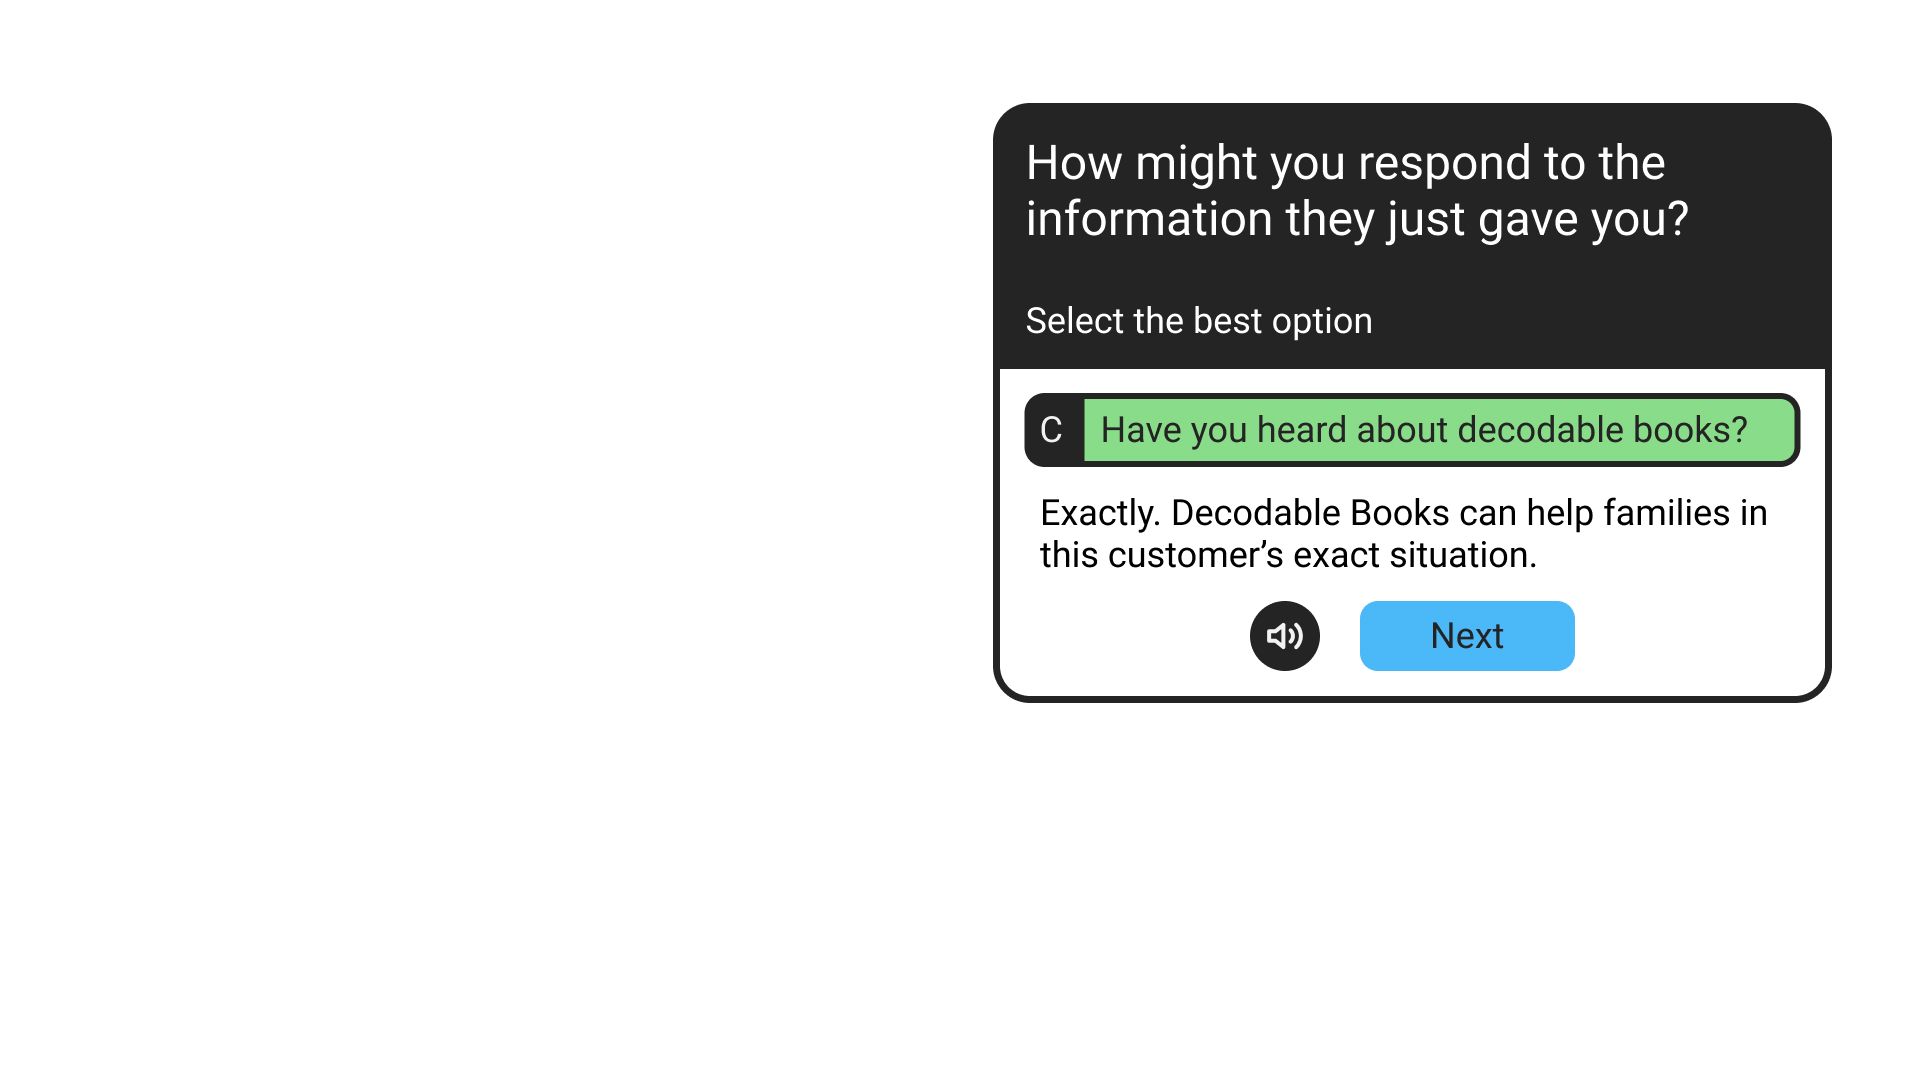 How might you respond to the
information they just gave you?
Select the best option
C Have you heard about decodable books?
Exactly. Decodable Books can help families in
this customer’s exact situation.
Next